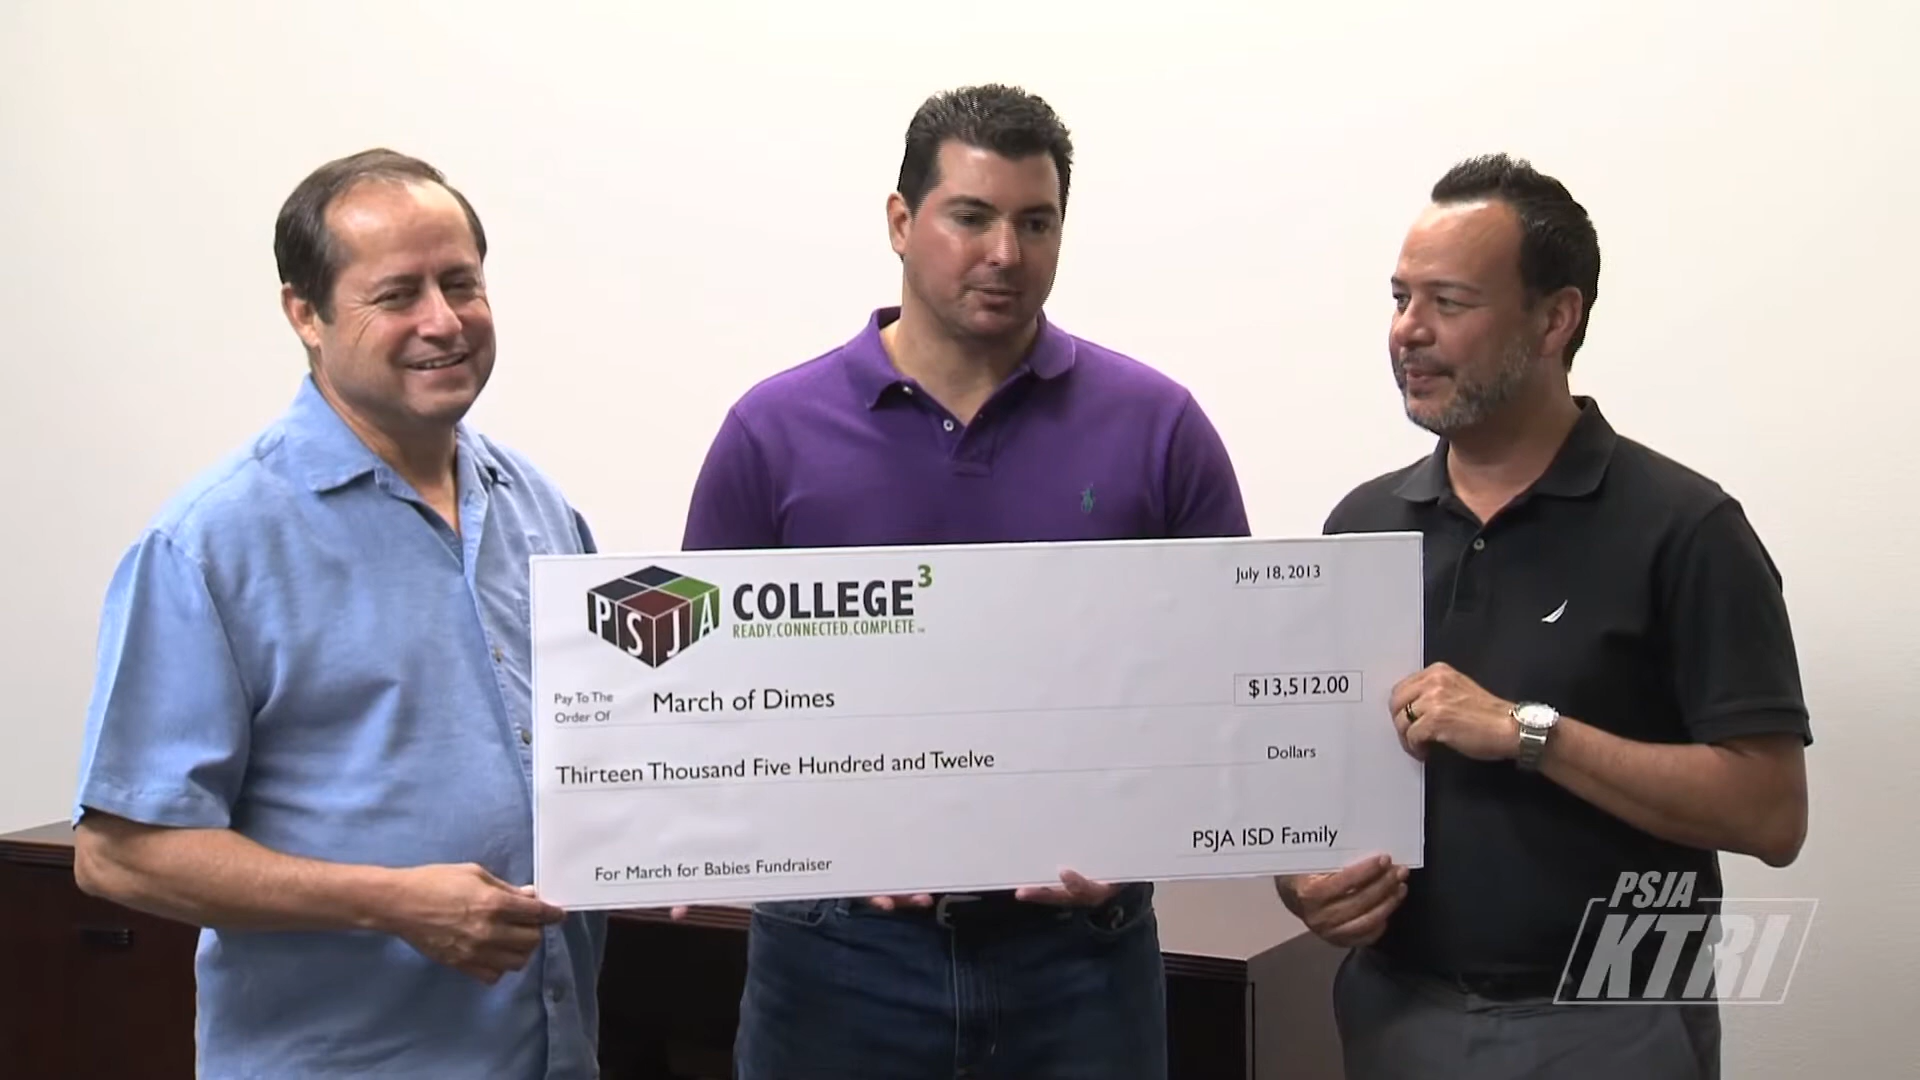 PSJA COLLEGE³
READY.CONNECTED.COMPLETE™
July 18, 2013
Pay To The
Order Of
March of Dimes
$13,512.00
Thirteen Thousand Five Hundred and Twelve
Dollars
PSJA ISD Family
For March for Babies Fundraiser
PSJA
KTRI